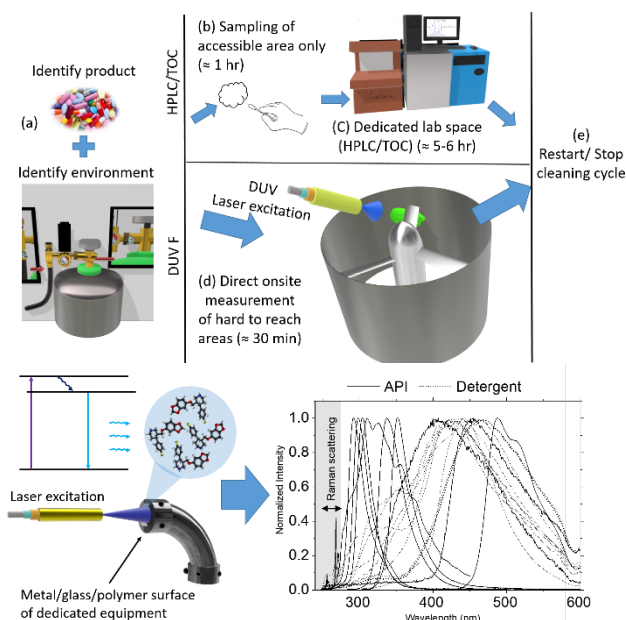 Identify product
(a)
Identify environment
HPLC/TOC
(b) Sampling of
accessible area only
(≈ 1 hr)
(C) Dedicated lab space
(HPLC/TOC) (≈ 5-6 hr)
(e)
Restart/ Stop
cleaning cycle
DUV F
DUV
Laser excitation
(d) Direct onsite
measurement
of hard to reach
areas (≈ 30 min)
Laser excitation
Metal/glass/polymer surface
of dedicated equipment
API
Detergent
Raman scattering
Normalized Intensity
1.0
0.8
0.6
0.4
0.2
0.0
300
400
500
600
Wavelength (nm)